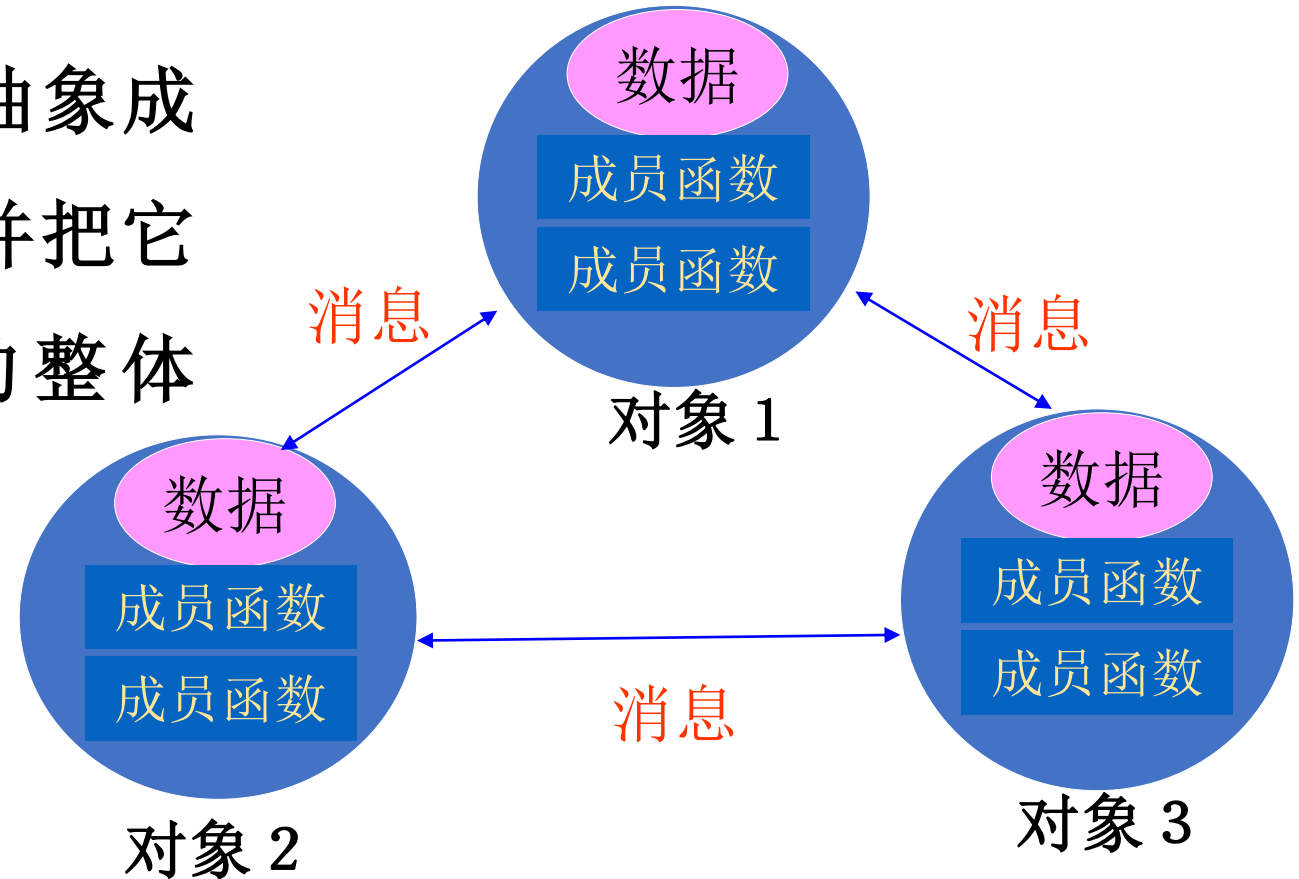 象成
并把它
整体
数据
成员函数
成员函数
对象 1
消息
消息
数据
成员函数
成员函数
对象 2
消息
数据
成员函数
成员函数
对象 3